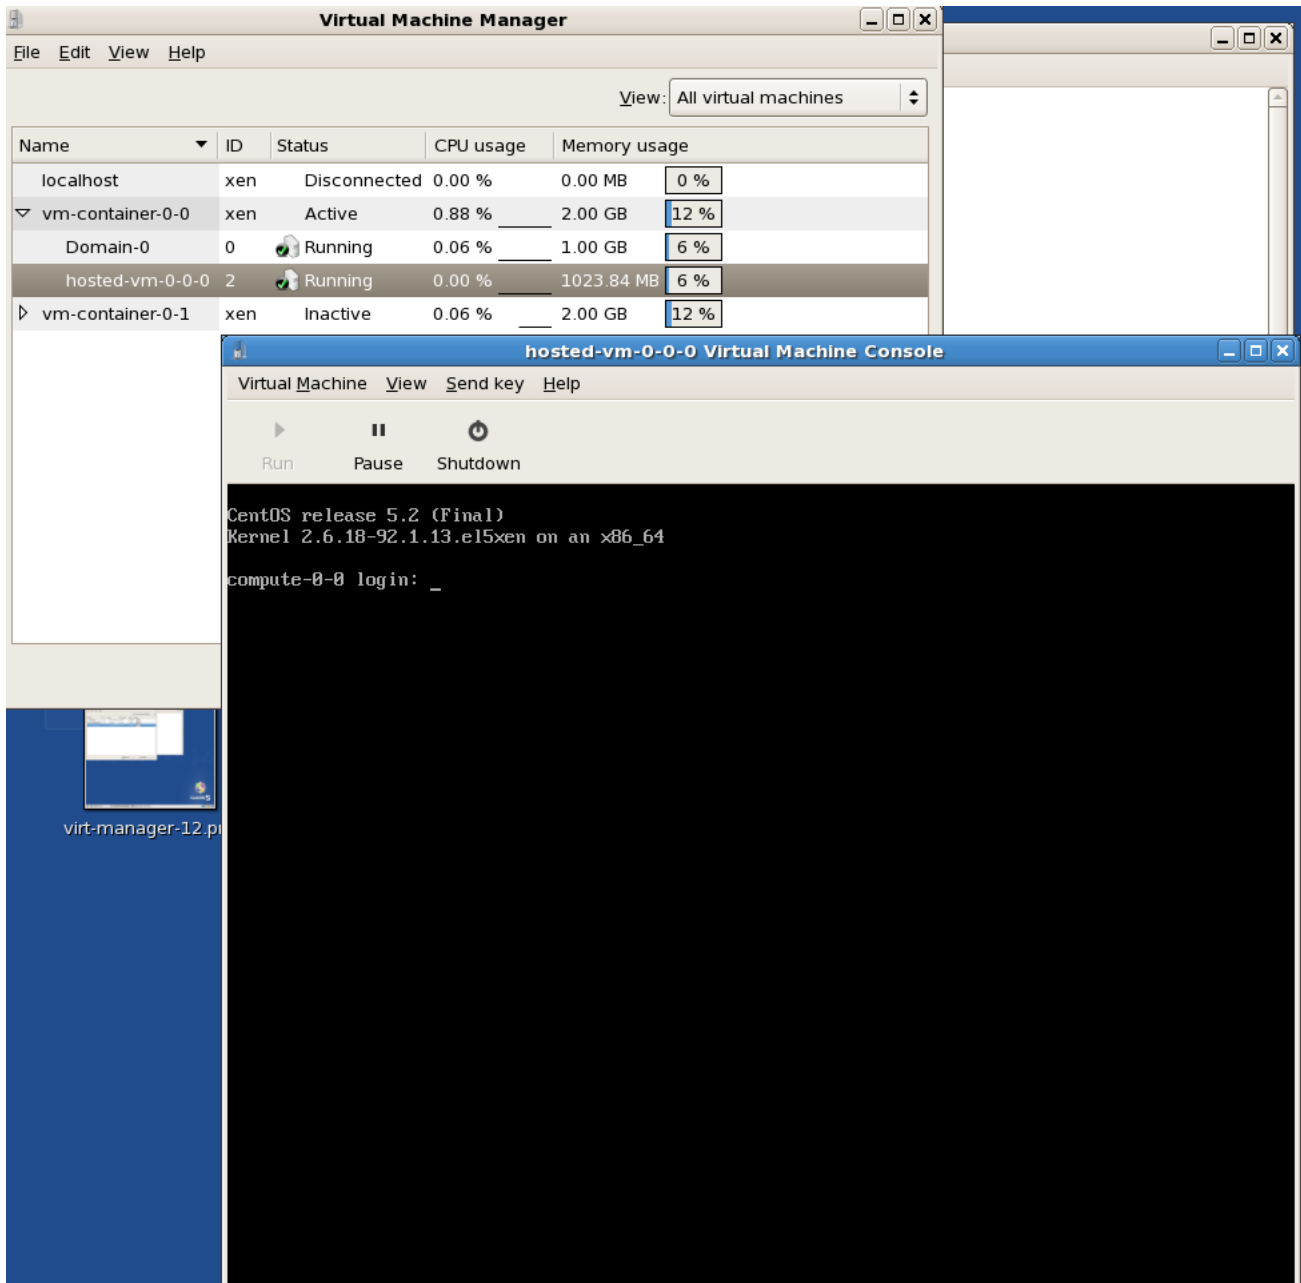 Virtual Machine Manager
File Edit View Help
View: All virtual machines
Name ID Status CPU usage Memory usage
localhost xen Disconnected 0.00 % 0.00 MB 0 %
vm-container-0-0 xen Active 0.88 % 2.00 GB 12 %
Domain-0 0 Running 0.06 % 1.00 GB 6 %
hosted-vm-0-0-0 2 Running 0.00 % 1023.84 MB 6 %
vm-container-0-1 xen Inactive 0.06 % 2.00 GB 12 %
hosted-vm-0-0-0 Virtual Machine Console
Virtual Machine View Send key Help
Run Pause Shutdown
CentOS release 5.2 (Final)
Kernel 2.6.18-92.1.13.el5xen on an x86_64
compute-0-0 login: _
virt-manager-12.p